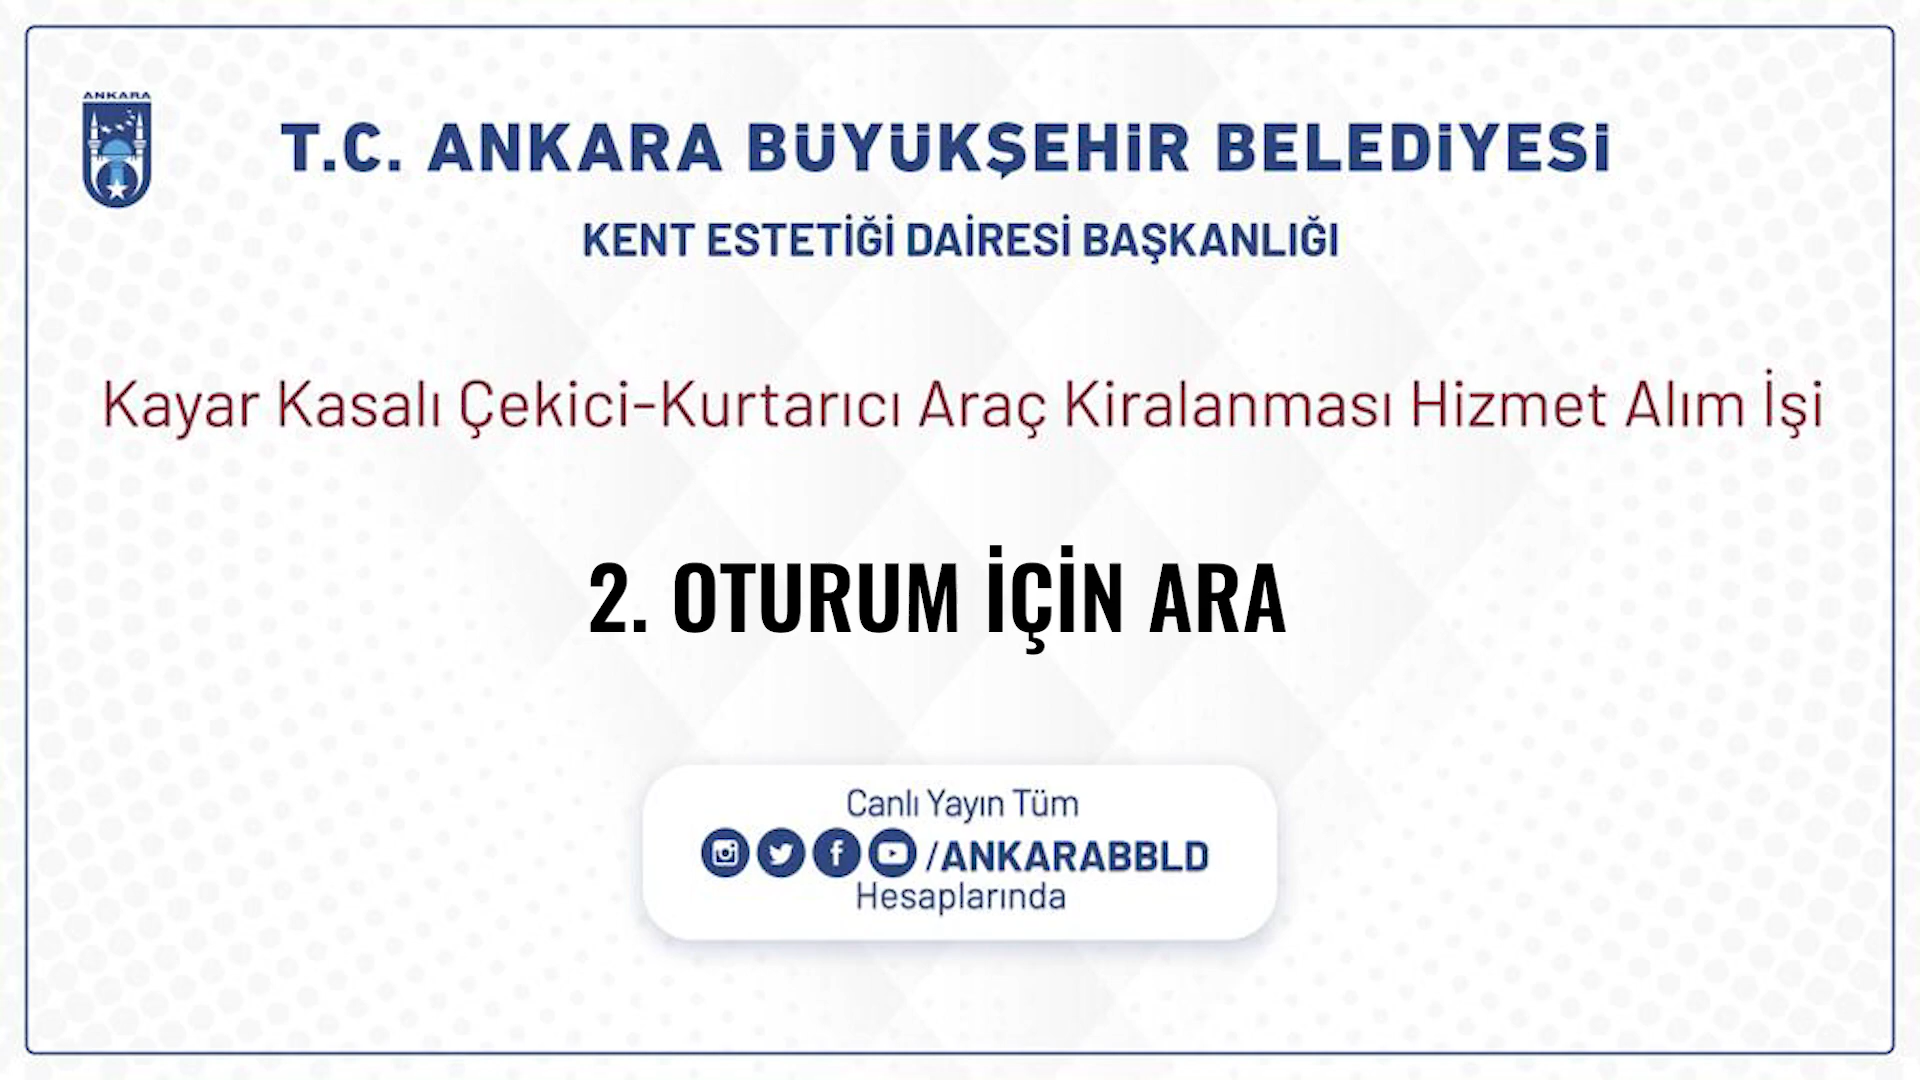 ANKARA
T.C. ANKARA BÜYÜKŞEHİR BELEDİYESİ
KENT ESTETİĞİ DAİRESİ BAŞKANLIĞI
Kayar Kasalı Çekici-Kurtarıcı Araç Kiralanması Hizmet Alım İşi
2. OTURUM İÇİN ARA
Canlı Yayın Tüm
/ANKARABBLD
Hesaplarında